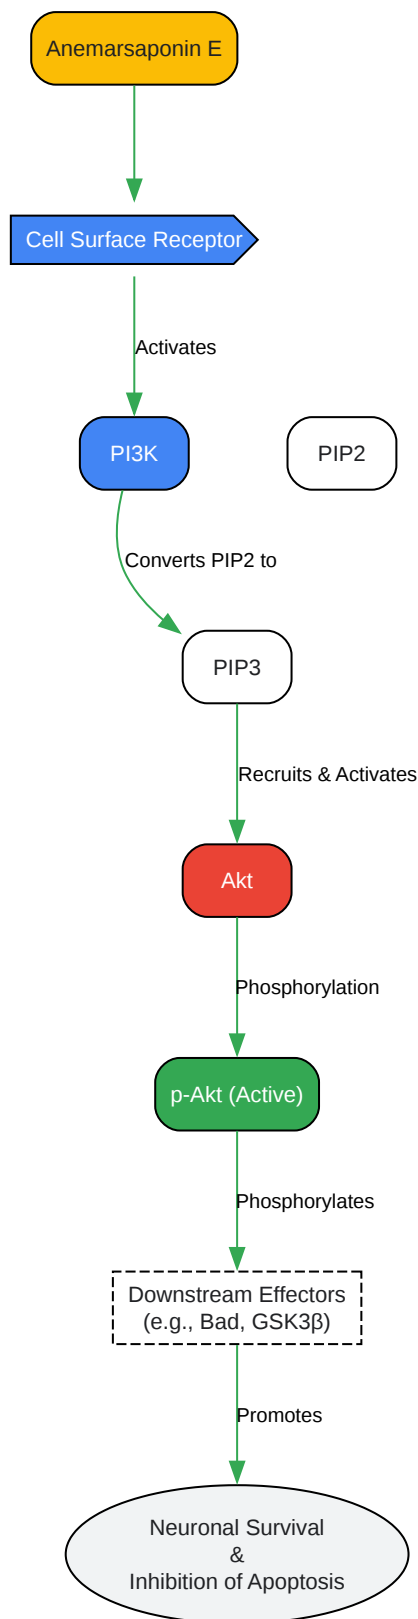 Anemarsaponin E
Cell Surface Receptor
Activates
PI3K
PIP2
Converts PIP2 to
PIP3
Recruits & Activates
Akt
Phosphorylation
p-Akt (Active)
Phosphorylates
Downstream Effectors
(e.g., Bad, GSK3β)
Promotes
Neuronal Survival
&
Inhibition of Apoptosis